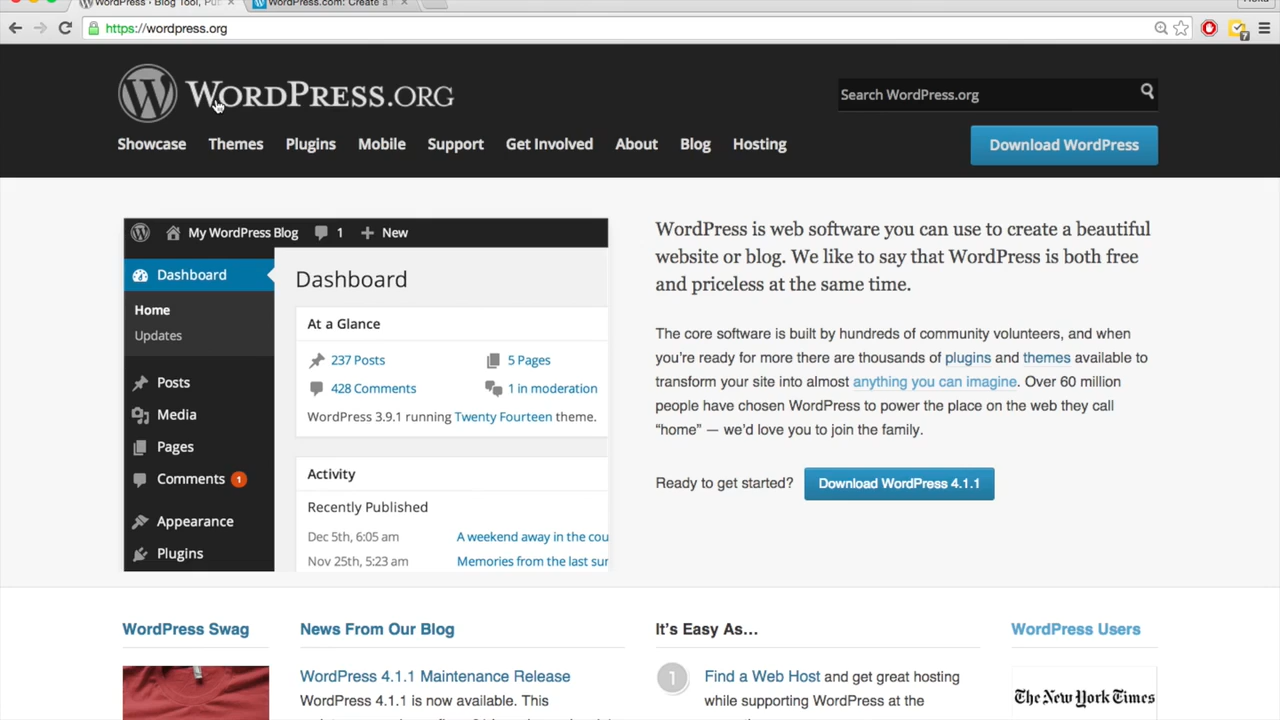 WordPress › Blog Tool, Pu
WordPress.com: Create a
https://wordpress.org
7
WORDPRESS.ORG
Search WordPress.org
Showcase Themes Plugins Mobile Support Get Involved About Blog Hosting
Download WordPress
My WordPress Blog 1 + New
Dashboard
Home
Updates
Posts
Media
Pages
Comments 1
Appearance
Plugins
Dashboard
At a Glance
237 Posts 5 Pages
428 Comments 1 in moderation
WordPress 3.9.1 running Twenty Fourteen theme.
Activity
Recently Published
Dec 5th, 6:05 am A weekend away in the cou
Nov 25th, 5:23 am Memories from the last sur
WordPress is web software you can use to create a beautiful
website or blog. We like to say that WordPress is both free
and priceless at the same time.
The core software is built by hundreds of community volunteers, and when
you’re ready for more there are thousands of plugins and themes available to
transform your site into almost anything you can imagine. Over 60 million
people have chosen WordPress to power the place on the web they call
“home” — we’d love you to join the family.
Ready to get started? Download WordPress 4.1.1
WordPress Swag
News From Our Blog
WordPress 4.1.1 Maintenance Release
WordPress 4.1.1 is now available. This
It’s Easy As…
1 Find a Web Host and get great hosting
while supporting WordPress at the
WordPress Users
The New York Times